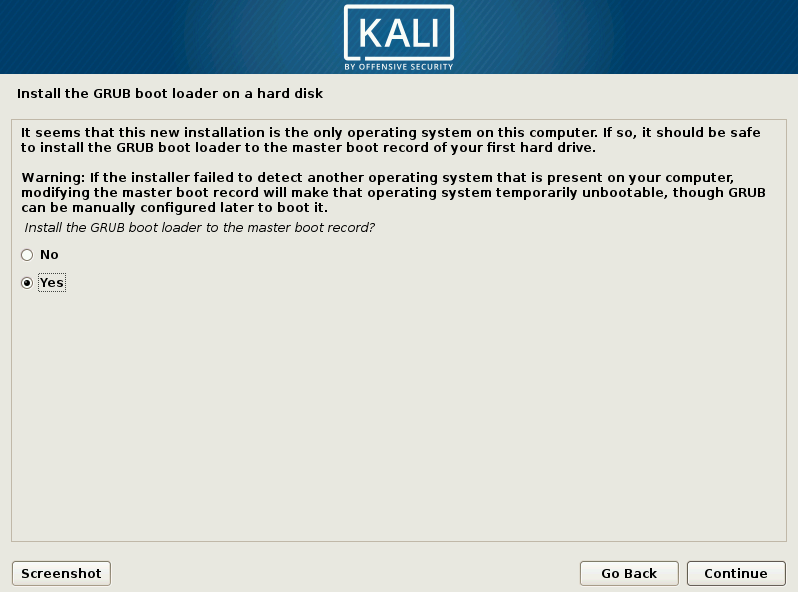 KALI
BY OFFENSIVE SECURITY
Install the GRUB boot loader on a hard disk
It seems that this new installation is the only operating system on this computer. If so, it should be safe
to install the GRUB boot loader to the master boot record of your first hard drive.
Warning: If the installer failed to detect another operating system that is present on your computer,
modifying the master boot record will make that operating system temporarily unbootable, though GRUB
can be manually configured later to boot it.
Install the GRUB boot loader to the master boot record?
No
Yes
Screenshot
Go Back
Continue